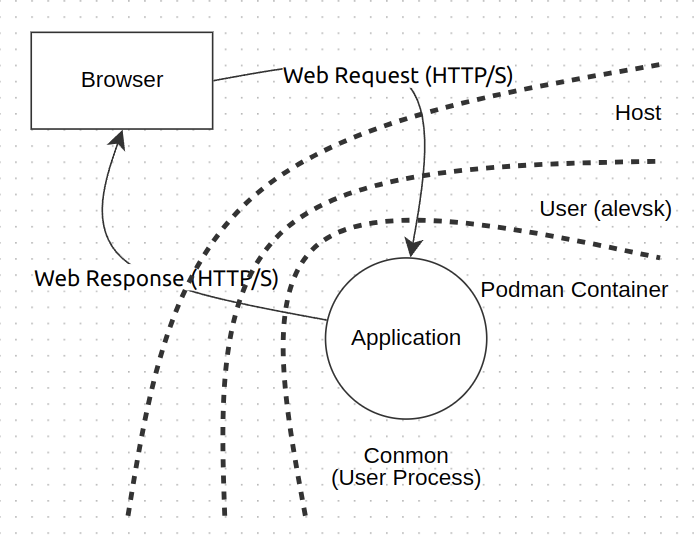 Browser
Web Request (HTTP/S)
Host
User (alevsk)
Web Response (HTTP/S)
Podman Container
Application
Conmon
(User Process)